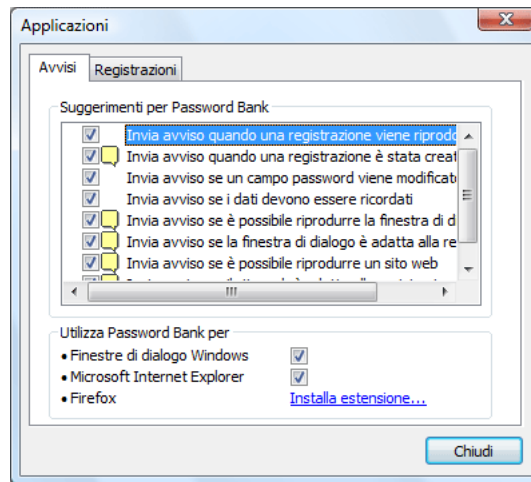 Applicazioni
Avvisi
Registrazioni
Suggerimenti per Password Bank
Invia avviso quando una registrazione viene riprodo
Invia avviso quando una registrazione è stata creat
Invia avviso se un campo password viene modificato
Invia avviso se i dati devono essere ricordati
Invia avviso se è possibile riprodurre la finestra di d
Invia avviso se la finestra di dialogo è adatta alla re
Invia avviso se è possibile riprodurre un sito web
Utilizza Password Bank per
• Finestre di dialogo Windows
• Microsoft Internet Explorer
• Firefox Installa estensione...
Chiudi